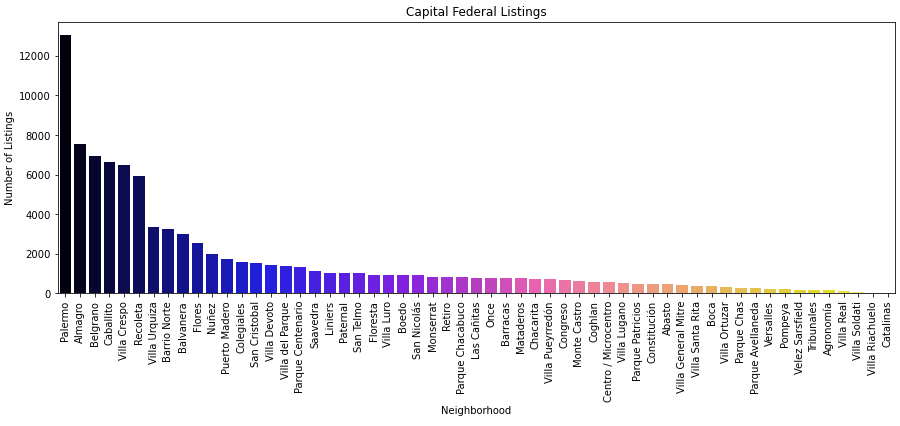 Capital Federal Listings
Number of Listings
12000
10000
8000
6000
4000
2000
0
Palermo
Almagro
Belgrano
Caballito
Villa Crespo
Recoleta
Villa Urquiza
Barrio Norte
Balvanera
Flores
Nuñez
Puerto Madero
Colegiales
San Cristobal
Villa Devoto
Villa del Parque
Parque Centenario
Saavedra
Liniers
Paternal
San Telmo
Floresta
Villa Luro
Boedo
San Nicolás
Monserrat
Retiro
Parque Chacabuco
Las Cañitas
Once
Barracas
Mataderos
Chacarita
Villa Pueyrredón
Congreso
Monte Castro
Coghlan
Centro / Microcentro
Villa Lugano
Parque Patricios
Constitución
Abasto
Villa General Mitre
Villa Santa Rita
Boca
Villa Ortuzar
Parque Chas
Parque Avellaneda
Versalles
Pompeya
Velez Sarsfield
Tribunales
Agronomía
Villa Real
Villa Soldati
Villa Riachuelo
Catalinas
Neighborhood